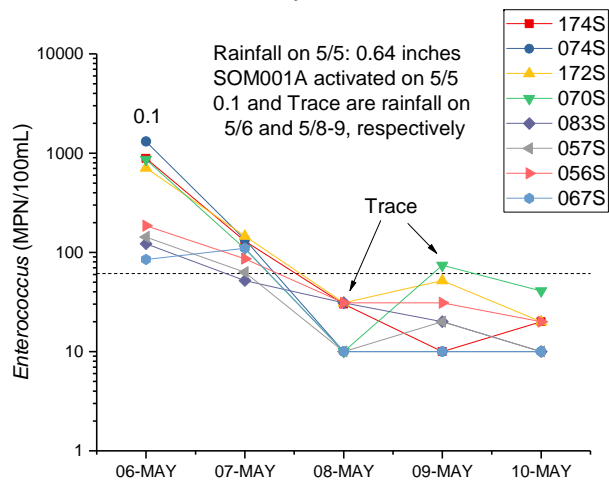 174S
074S
172S
070S
083S
057S
056S
067S
Rainfall on 5/5: 0.64 inches
SOM001A activated on 5/5
0.1 and Trace are rainfall on
5/6 and 5/8-9, respectively
0.1
Trace
Enterococcus (MPN/100mL)
10000
1000
100
10
1
06-MAY 07-MAY 08-MAY 09-MAY 10-MAY